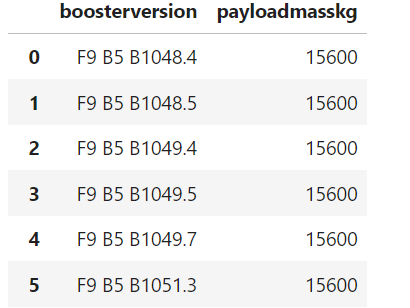 boosterversion payloadmasskg
0 F9 B5 B1048.4 15600
1 F9 B5 B1048.5 15600
2 F9 B5 B1049.4 15600
3 F9 B5 B1049.5 15600
4 F9 B5 B1049.7 15600
5 F9 B5 B1051.3 15600